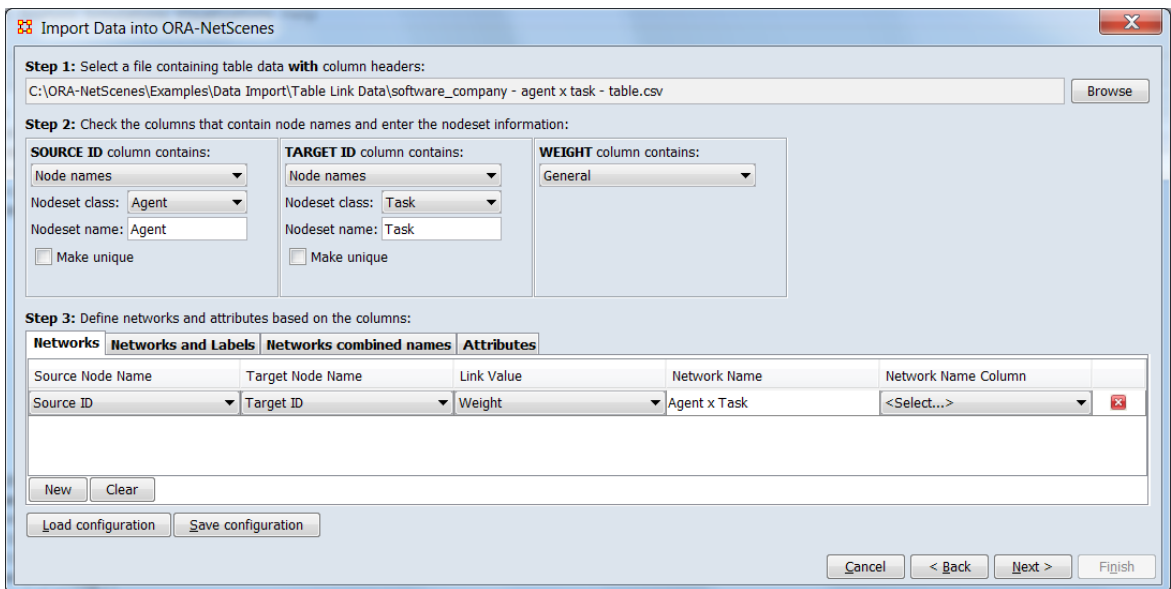 Import Data into ORA-NetScenes
Step 1: Select a file containing table data with column headers:
C:\ORA-NetScenes\Examples\Data Import\Table Link Data\software_company - agent x task - table.csv
Browse
Step 2: Check the columns that contain node names and enter the nodeset information:
SOURCE ID column contains:
Node names
Nodeset class: Agent
Nodeset name: Agent
Make unique
TARGET ID column contains:
Node names
Nodeset class: Task
Nodeset name: Task
Make unique
WEIGHT column contains:
General
Step 3: Define networks and attributes based on the columns:
Networks Networks and Labels Networks combined names Attributes
Source Node Name Target Node Name Link Value Network Name Network Name Column
Source ID Target ID Weight Agent x Task <Select...>
New Clear
Load configuration Save configuration
Cancel < Back Next > Finish